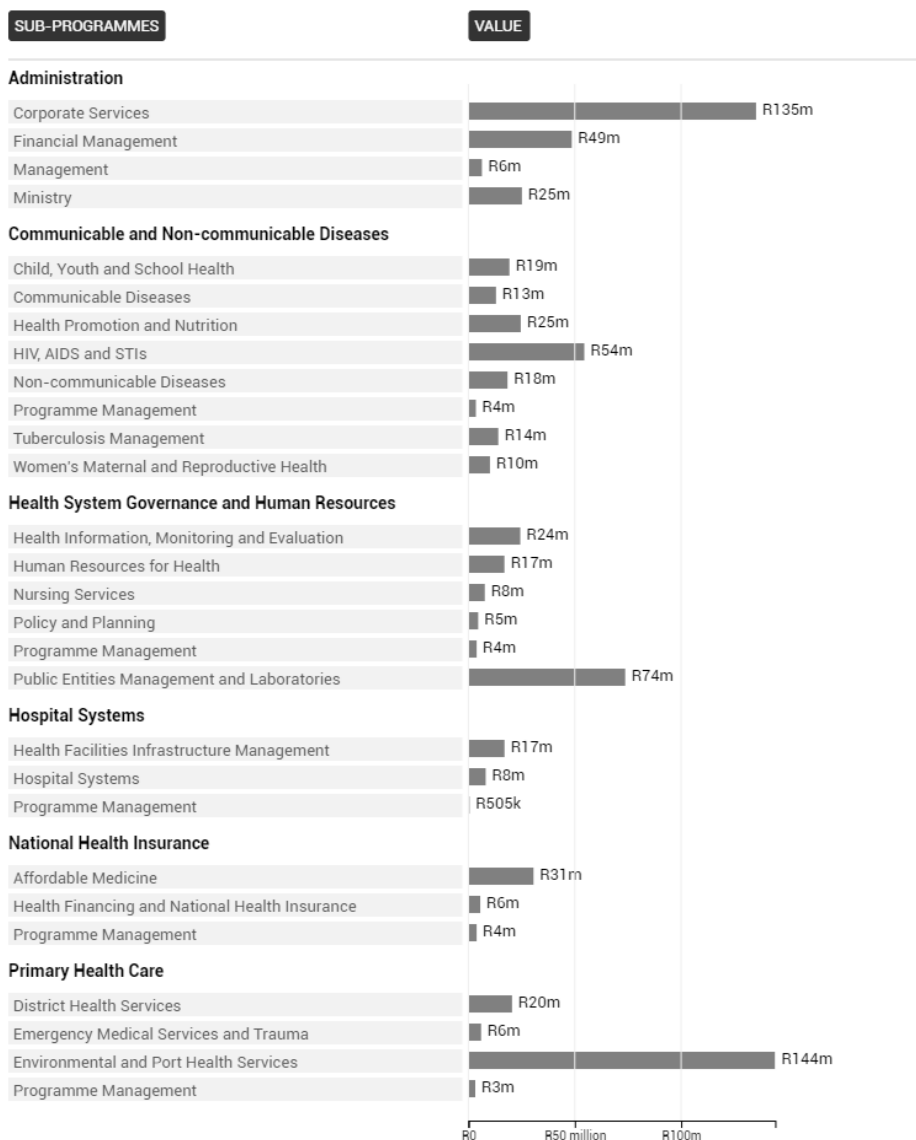 SUB-PROGRAMMES VALUE
Administration
Corporate Services R135m
Financial Management R49m
Management R6m
Ministry R25m
Communicable and Non-communicable Diseases
Child, Youth and School Health R19m
Communicable Diseases R13m
Health Promotion and Nutrition R25m
HIV, AIDS and STIs R54m
Non-communicable Diseases R18m
Programme Management R4m
Tuberculosis Management R14m
Women's Maternal and Reproductive Health R10m
Health System Governance and Human Resources
Health Information, Monitoring and Evaluation R24m
Human Resources for Health R17m
Nursing Services R8m
Policy and Planning R5m
Programme Management R4m
Public Entities Management and Laboratories R74m
Hospital Systems
Health Facilities Infrastructure Management R17m
Hospital Systems R8m
Programme Management R505k
National Health Insurance
Affordable Medicine R31m
Health Financing and National Health Insurance R6m
Programme Management R4m
Primary Health Care
District Health Services R20m
Emergency Medical Services and Trauma R6m
Environmental and Port Health Services R144m
Programme Management R3m
R0 R50 million R100m